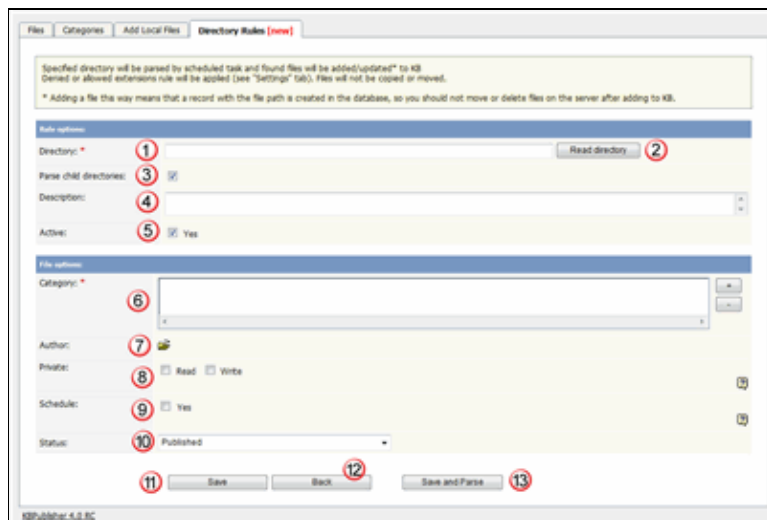 Files Categories Add Local Files Directory Rules [new]
Specified directory will be parsed by scheduled task and found files will be added/updated* to KB
Denied or allowed extensions rule will be applied (see "Settings" tab). Files will not be copied or moved.
* Adding a file this way means that a record with the file path is created in the database, so you should not move or delete files on the server after adding to KB.
Rule options:
Directory: * 1 Read directory 2
Parse child directories: 3
Description: 4
Active: 5 Yes
File options:
Category: * 6 + -
Author: 7
Private: 8 Read Write ?
Schedule: 9 Yes ?
Status: 10 Published
11 Save Back 12 Save and Parse 13
KBPublisher 4.0 RC